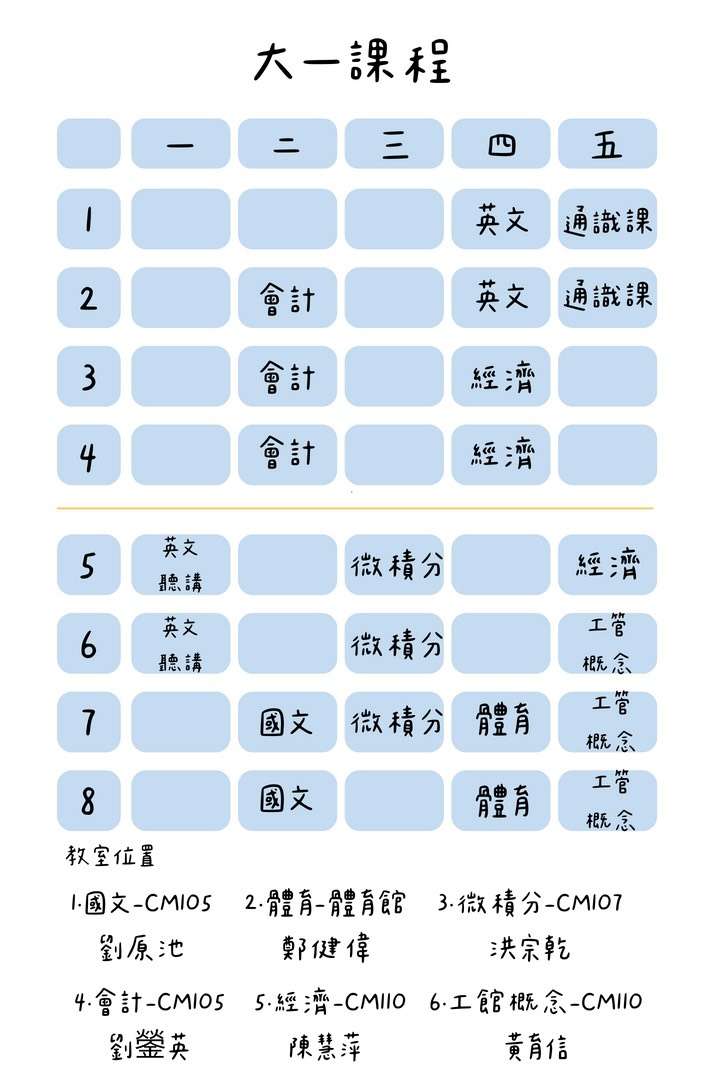 大一課程
一 二 三 四 五
1 英文 通識課
2 會計 英文 通識課
3 會計 經濟
4 會計 經濟
5 英文聽講 微積分 經濟
6 英文聽講 微積分 工管概念
7 國文 微積分 體育 工管概念
8 國文 體育 工管概念
教室位置
1.國文-CM105 2.體育-體育館 3.微積分-CM107
劉原池 鄭健偉 洪宗乾
4.會計-CM105 5.經濟-CM110 6.工館概念-CM110
劉鎣英 陳慧萍 黃育信